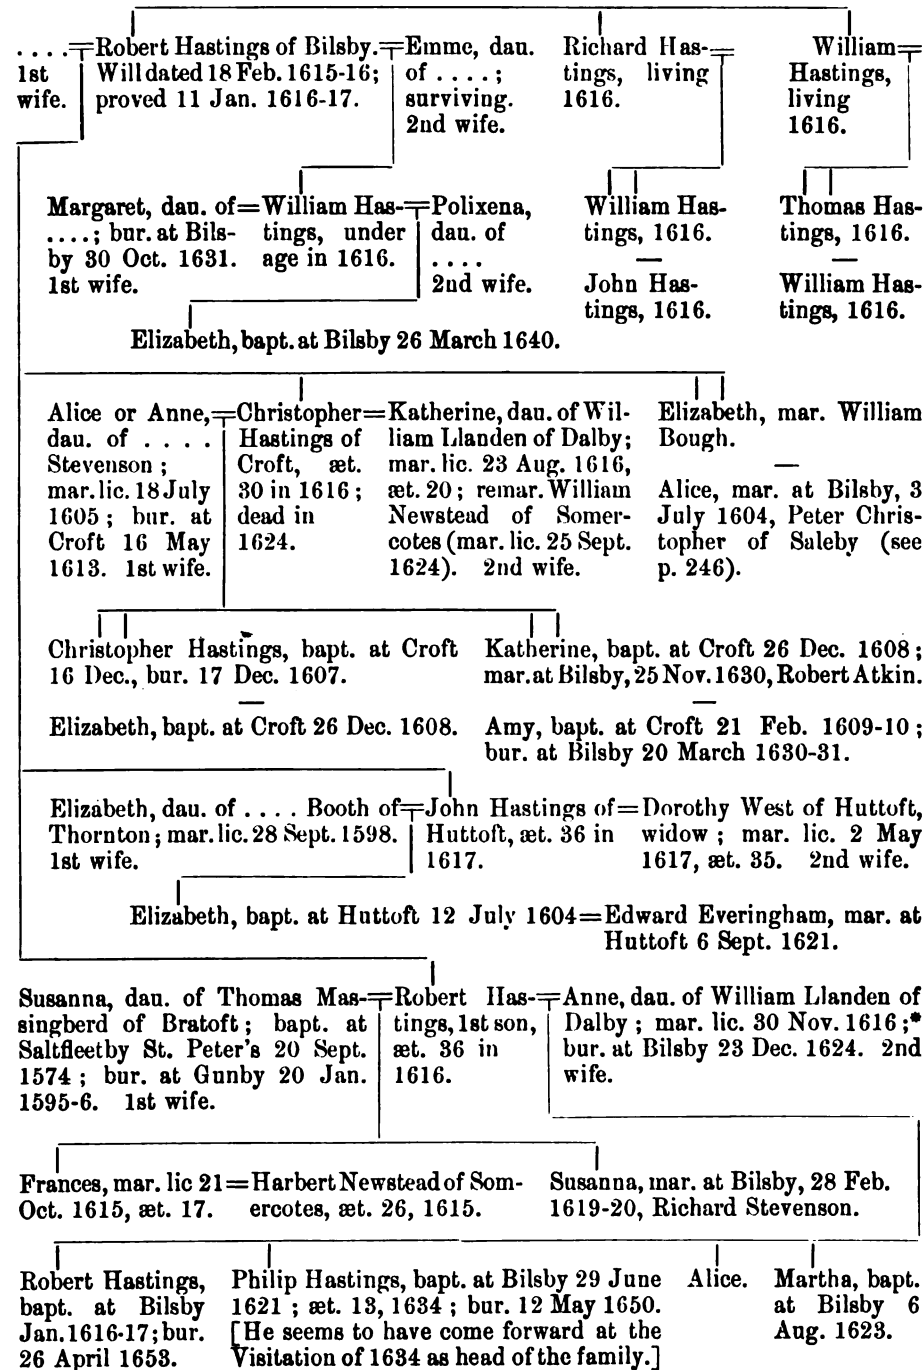 . . . . Robert Hastings of Bilsby. Emme, dau.
1st Will dated 18 Feb. 1615-16; of . . . . ;
wife. proved 11 Jan. 1616-17. surviving.
2nd wife.
Richard Has-
tings, living
1616.
William
Hastings,
living
1616.
Margaret, dau. of = William Has- Polixena,
. . . . ; bur. at Bils- tings, under dau. of
by 30 Oct. 1631. age in 1616. . . . .
1st wife. 2nd wife.
William Has-
tings, 1616.
—
John Has-
tings, 1616.
Thomas Has-
tings, 1616.
—
William Has-
tings, 1616.
Elizabeth, bapt. at Bilsby 26 March 1640.
Alice or Anne,
dau. of . . . .
Stevenson ;
mar. lic. 18 July
1605 ; bur. at
Croft 16 May
1613. 1st wife.
Christopher =
Hastings of
Croft, æt.
30 in 1616 ;
dead in
1624.
Katherine, dau. of Wil-
liam Llanden of Dalby;
mar. lic. 23 Aug. 1616,
æt. 20 ; remar. William
Newstead of Somer-
cotes (mar. lic. 25 Sept.
1624). 2nd wife.
Elizabeth, mar. William
Bough.
—
Alice, mar. at Bilsby, 3
July 1604, Peter Chris-
topher of Saleby (see
p. 246).
Christopher Hastings, bapt. at Croft
16 Dec., bur. 17 Dec. 1607.
—
Elizabeth, bapt. at Croft 26 Dec. 1608.
Katherine, bapt. at Croft 26 Dec. 1608 ;
mar. at Bilsby, 25 Nov. 1630, Robert Atkin.
—
Amy, bapt. at Croft 21 Feb. 1609-10 ;
bur. at Bilsby 20 March 1630-31.
Elizabeth, dau. of . . . . Booth of
Thornton ; mar. lic. 28 Sept. 1598.
1st wife.
John Hastings of =
Huttoft, æt. 36 in
1617.
Dorothy West of Huttoft,
widow ; mar. lic. 2 May
1617, æt. 35. 2nd wife.
Elizabeth, bapt. at Huttoft 12 July 1604 = Edward Everingham, mar. at
Huttoft 6 Sept. 1621.
Susanna, dau. of Thomas Mas-
singberd of Bratoft ; bapt. at
Saltfleetby St. Peter's 20 Sept.
1574 ; bur. at Gunby 20 Jan.
1595-6. 1st wife.
Robert Has-
tings, 1st son,
æt. 36 in
1616.
Anne, dau. of William Llanden of
Dalby ; mar. lic. 30 Nov. 1616 ;*
bur. at Bilsby 23 Dec. 1624. 2nd
wife.
Frances, mar. lic 21 = Harbert Newstead of Som-
Oct. 1615, æt. 17. ercotes, æt. 26, 1615.
Susanna, mar. at Bilsby, 28 Feb.
1619-20, Richard Stevenson.
Robert Hastings,
bapt. at Bilsby
Jan. 1616-17; bur.
26 April 1653.
Philip Hastings, bapt. at Bilsby 29 June
1621 ; æt. 13, 1634 ; bur. 12 May 1650.
[He seems to have come forward at the
Visitation of 1634 as head of the family.]
Alice.
Martha, bapt.
at Bilsby 6
Aug. 1623.